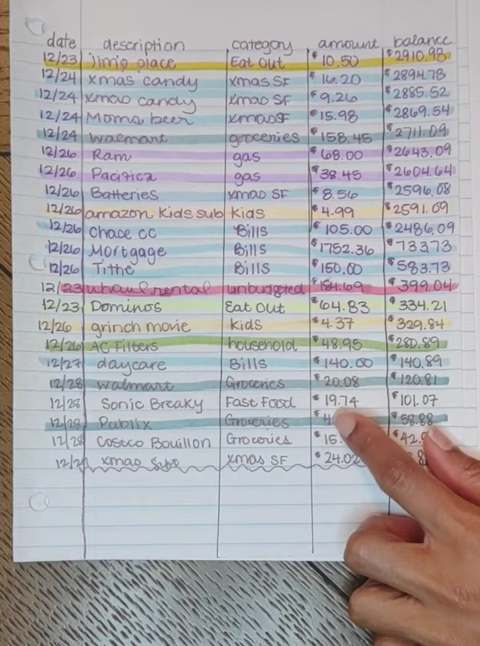 date description category amount balance
12/23 Jim's place Eat Out $10.50 $2910.98
12/24 xmas candy xmas SF $16.20 $2894.78
12/24 xmas candy xmas SF $9.26 $2885.52
12/24 Moms beer xmas SF $15.98 $2869.54
12/24 walmart groceries $158.45 $2711.09
12/26 Ram gas $68.00 $2643.09
12/26 Pacifica gas $38.45 $2604.64
12/26 Batteries xmas SF $8.56 $2596.08
12/26 amazon Kids sub Kids $4.99 $2591.09
12/26 Chase cc Bills $105.00 $2486.09
12/26 Mortgage Bills $1752.36 $733.73
12/26 Tithe Bills $150.00 $583.73
12/23 uhaul rental unbudgeted $184.69 $399.04
12/23 Dominos Eat Out $64.83 $334.21
12/26 grinch movie Kids $4.37 $329.84
12/26 AC Filters household $48.95 $280.89
12/27 daycare Bills $140.00 $140.89
12/28 walmart Groceries $20.08 $120.81
12/28 Sonic Breaky Fast Food $19.74 $101.07
12/28 Publix Groceries $4 $58.88
12/28 Costco Bouillon Groceries $15. $42.
xmas xmas SF $24.02